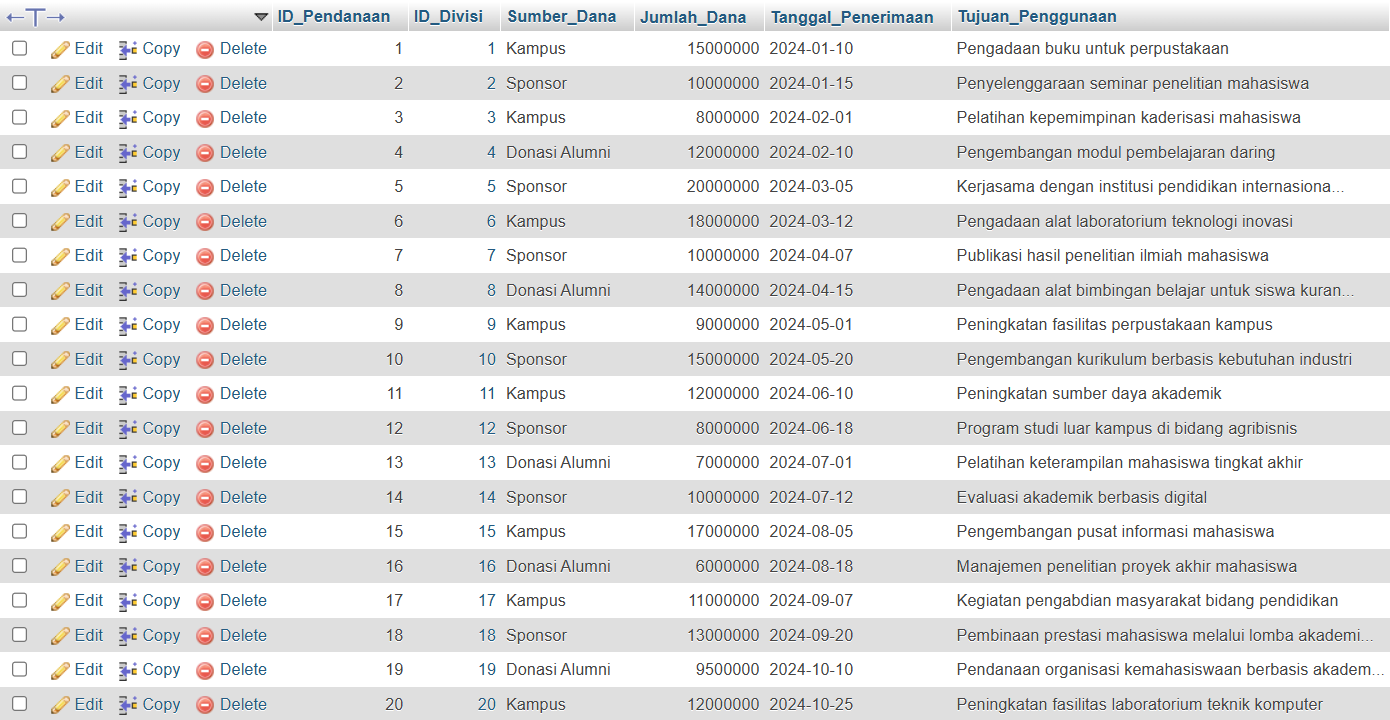 ID_Pendanaan ID_Divisi Sumber_Dana Jumlah_Dana Tanggal_Penerimaan Tujuan_Penggunaan
Edit Copy Delete 1 1 Kampus 15000000 2024-01-10 Pengadaan buku untuk perpustakaan
Edit Copy Delete 2 2 Sponsor 10000000 2024-01-15 Penyelenggaraan seminar penelitian mahasiswa
Edit Copy Delete 3 3 Kampus 8000000 2024-02-01 Pelatihan kepemimpinan kaderisasi mahasiswa
Edit Copy Delete 4 4 Donasi Alumni 12000000 2024-02-10 Pengembangan modul pembelajaran daring
Edit Copy Delete 5 5 Sponsor 20000000 2024-03-05 Kerjasama dengan institusi pendidikan internasiona...
Edit Copy Delete 6 6 Kampus 18000000 2024-03-12 Pengadaan alat laboratorium teknologi inovasi
Edit Copy Delete 7 7 Sponsor 10000000 2024-04-07 Publikasi hasil penelitian ilmiah mahasiswa
Edit Copy Delete 8 8 Donasi Alumni 14000000 2024-04-15 Pengadaan alat bimbingan belajar untuk siswa kuran...
Edit Copy Delete 9 9 Kampus 9000000 2024-05-01 Peningkatan fasilitas perpustakaan kampus
Edit Copy Delete 10 10 Sponsor 15000000 2024-05-20 Pengembangan kurikulum berbasis kebutuhan industri
Edit Copy Delete 11 11 Kampus 12000000 2024-06-10 Peningkatan sumber daya akademik
Edit Copy Delete 12 12 Sponsor 8000000 2024-06-18 Program studi luar kampus di bidang agribisnis
Edit Copy Delete 13 13 Donasi Alumni 7000000 2024-07-01 Pelatihan keterampilan mahasiswa tingkat akhir
Edit Copy Delete 14 14 Sponsor 10000000 2024-07-12 Evaluasi akademik berbasis digital
Edit Copy Delete 15 15 Kampus 17000000 2024-08-05 Pengembangan pusat informasi mahasiswa
Edit Copy Delete 16 16 Donasi Alumni 6000000 2024-08-18 Manajemen penelitian proyek akhir mahasiswa
Edit Copy Delete 17 17 Kampus 11000000 2024-09-07 Kegiatan pengabdian masyarakat bidang pendidikan
Edit Copy Delete 18 18 Sponsor 13000000 2024-09-20 Pembinaan prestasi mahasiswa melalui lomba akademi...
Edit Copy Delete 19 19 Donasi Alumni 9500000 2024-10-10 Pendanaan organisasi kemahasiswaan berbasis akadem...
Edit Copy Delete 20 20 Kampus 12000000 2024-10-25 Peningkatan fasilitas laboratorium teknik komputer